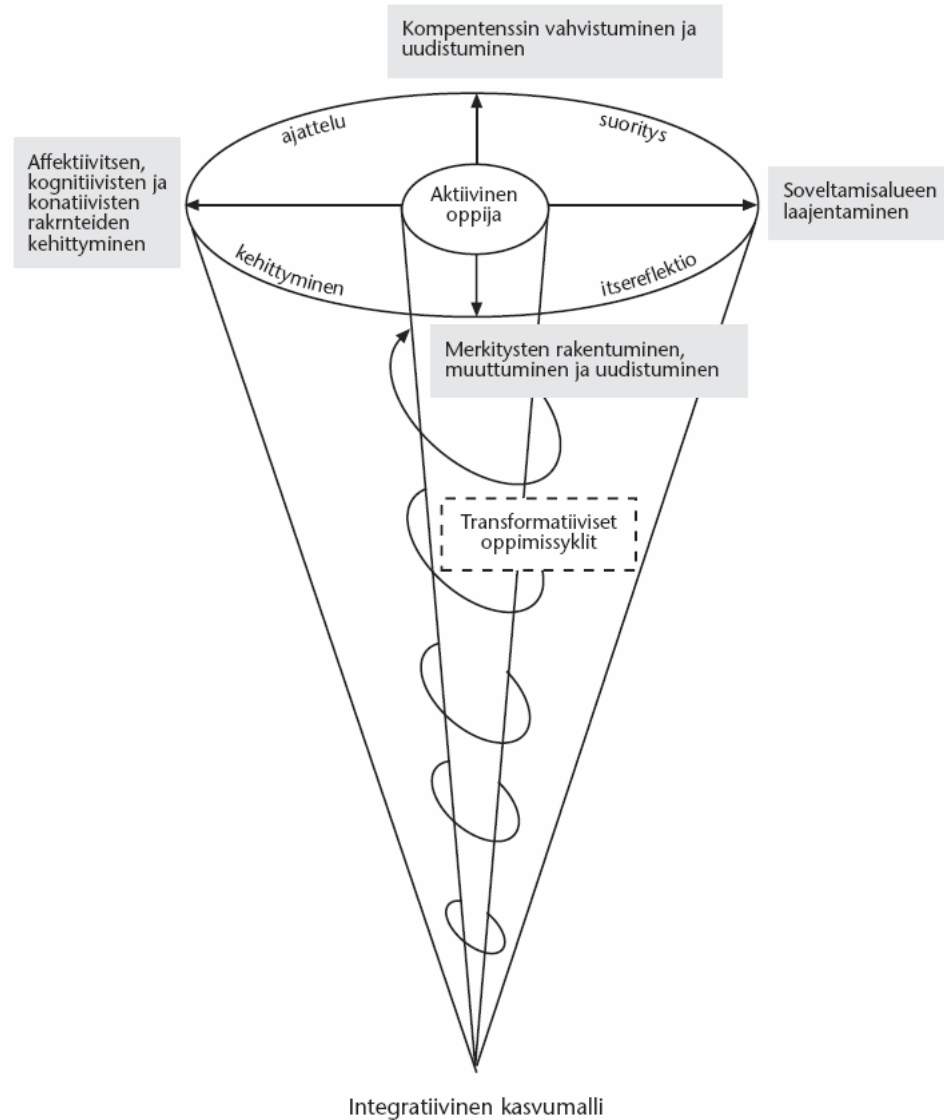 Kompentenssin vahvistuminen ja
uudistuminen
ajattelu
suoritys
Affektiivitsen,
kognitiivisten ja
konatiivisten
rakrnteiden
kehittyminen
Aktiivinen
oppija
Soveltamisalueen
laajentaminen
kehittyminen
itsereflektio
Merkitysten rakentuminen,
muuttuminen ja uudistuminen
Transformatiiviset
oppimissyklit
Integratiivinen kasvumalli